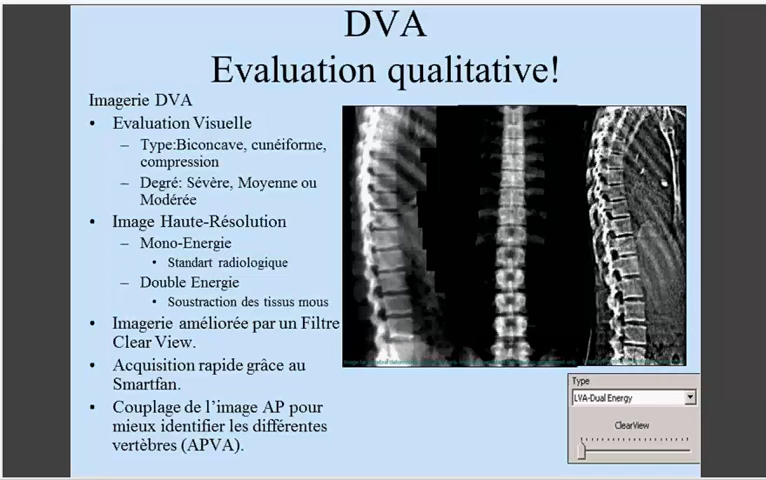 DVA
Evaluation qualitative!
Imagerie DVA
• Evaluation Visuelle
– Type:Biconcave, cunéiforme,
compression
– Degré: Sévère, Moyenne ou
Modérée
• Image Haute-Résolution
– Mono-Energie
• Standart radiologique
– Double Energie
• Soustraction des tissus mous
• Imagerie améliorée par un Filtre
Clear View.
• Acquisition rapide grâce au
Smartfan.
• Couplage de l’image AP pour
mieux identifier les différentes
vertèbres (APVA).
Type
LVA-Dual Energy
ClearView